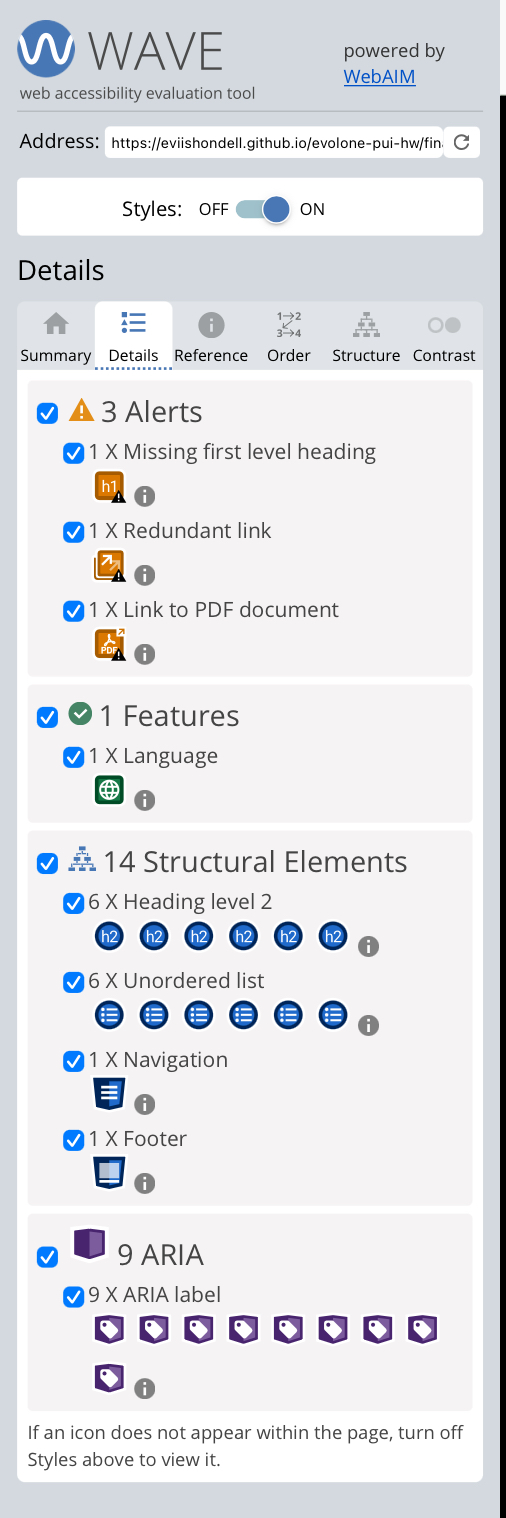 WAVE
web accessibility evaluation tool
powered by
WebAIM
Address: https://eviishondell.github.io/evolone-pui-hw/fin
Styles: OFF ON
Details
Summary Details Reference Order Structure Contrast
3 Alerts
1 X Missing first level heading
h1
1 X Redundant link
1 X Link to PDF document
PDF
1 Features
1 X Language
14 Structural Elements
6 X Heading level 2
h2 h2 h2 h2 h2 h2
6 X Unordered list
1 X Navigation
1 X Footer
9 ARIA
9 X ARIA label
If an icon does not appear within the page, turn off
Styles above to view it.